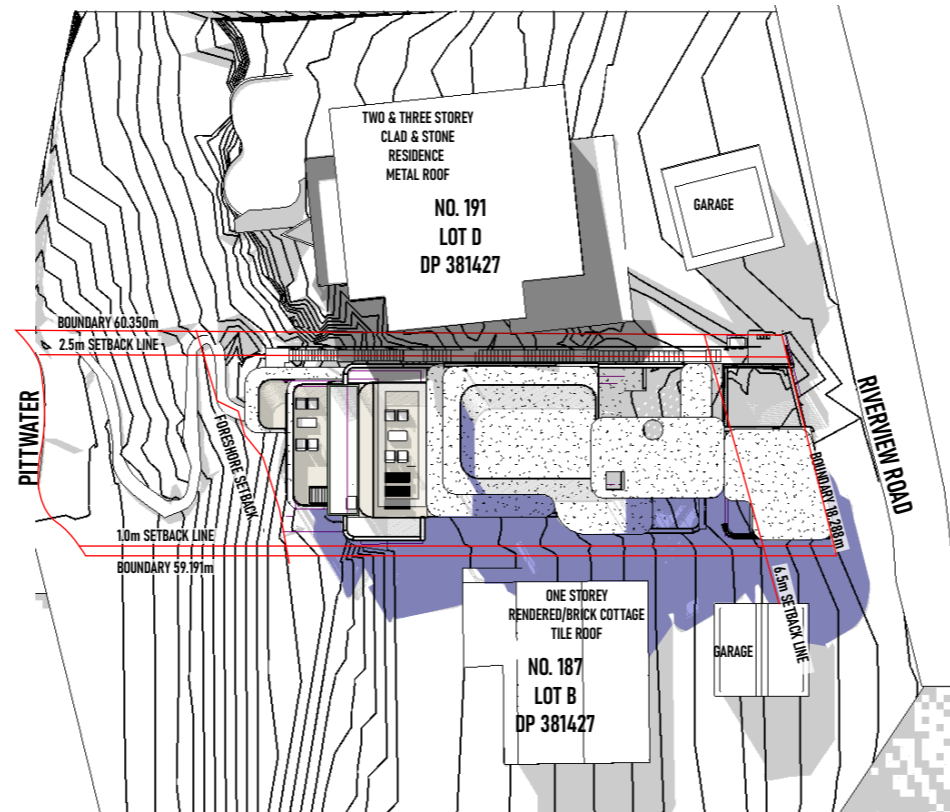 TWO & THREE STOREY
CLAD & STONE
RESIDENCE
METAL ROOF
NO. 191
LOT D
DP 381427
GARAGE
BOUNDARY 60.350m
2.5m SETBACK LINE
PITTWATER
FORESHORE SETBACK
RIVERVIEW ROAD
BOUNDARY 18.288m
1.0m SETBACK LINE
BOUNDARY 59.191m
6.5m SETBACK LINE
ONE STOREY
RENDERED/BRICK COTTAGE
TILE ROOF
NO. 187
LOT B
DP 381427
GARAGE